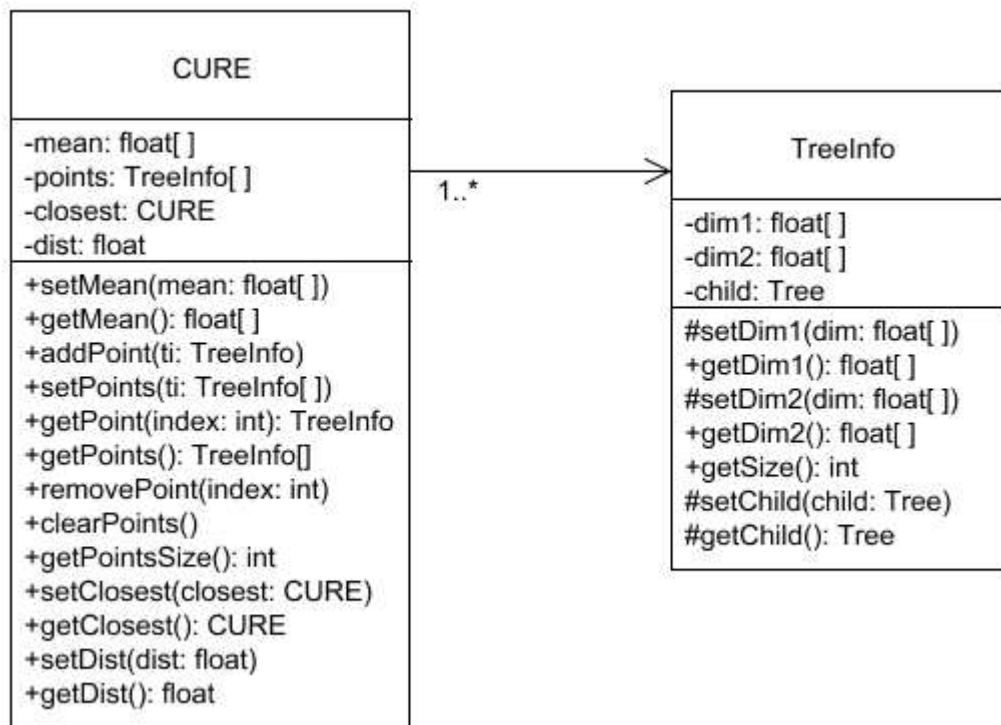 CURE
-mean: float[ ]
-points: TreeInfo[ ]
-closest: CURE
-dist: float
+setMean(mean: float[ ])
+getMean(): float[ ]
+addPoint(ti: TreeInfo)
+setPoints(ti: TreeInfo[ ])
+getPoint(index: int): TreeInfo
+getPoints(): TreeInfo[]
+removePoint(index: int)
+clearPoints()
+getPointsSize(): int
+setClosest(closest: CURE)
+getClosest(): CURE
+setDist(dist: float)
+getDist(): float
1..*
TreeInfo
-dim1: float[ ]
-dim2: float[ ]
-child: Tree
#setDim1(dim: float[ ])
+getDim1(): float[ ]
#setDim2(dim: float[ ])
+getDim2(): float[ ]
+getSize(): int
#setChild(child: Tree)
#getChild(): Tree